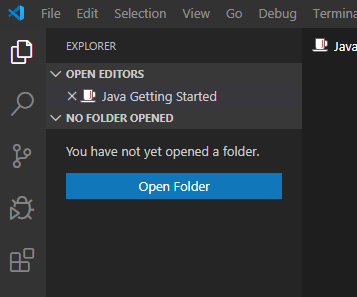 File Edit Selection View Go Debug Termina
EXPLORER
Java
OPEN EDITORS
Java Getting Started
NO FOLDER OPENED
You have not yet opened a folder.
Open Folder